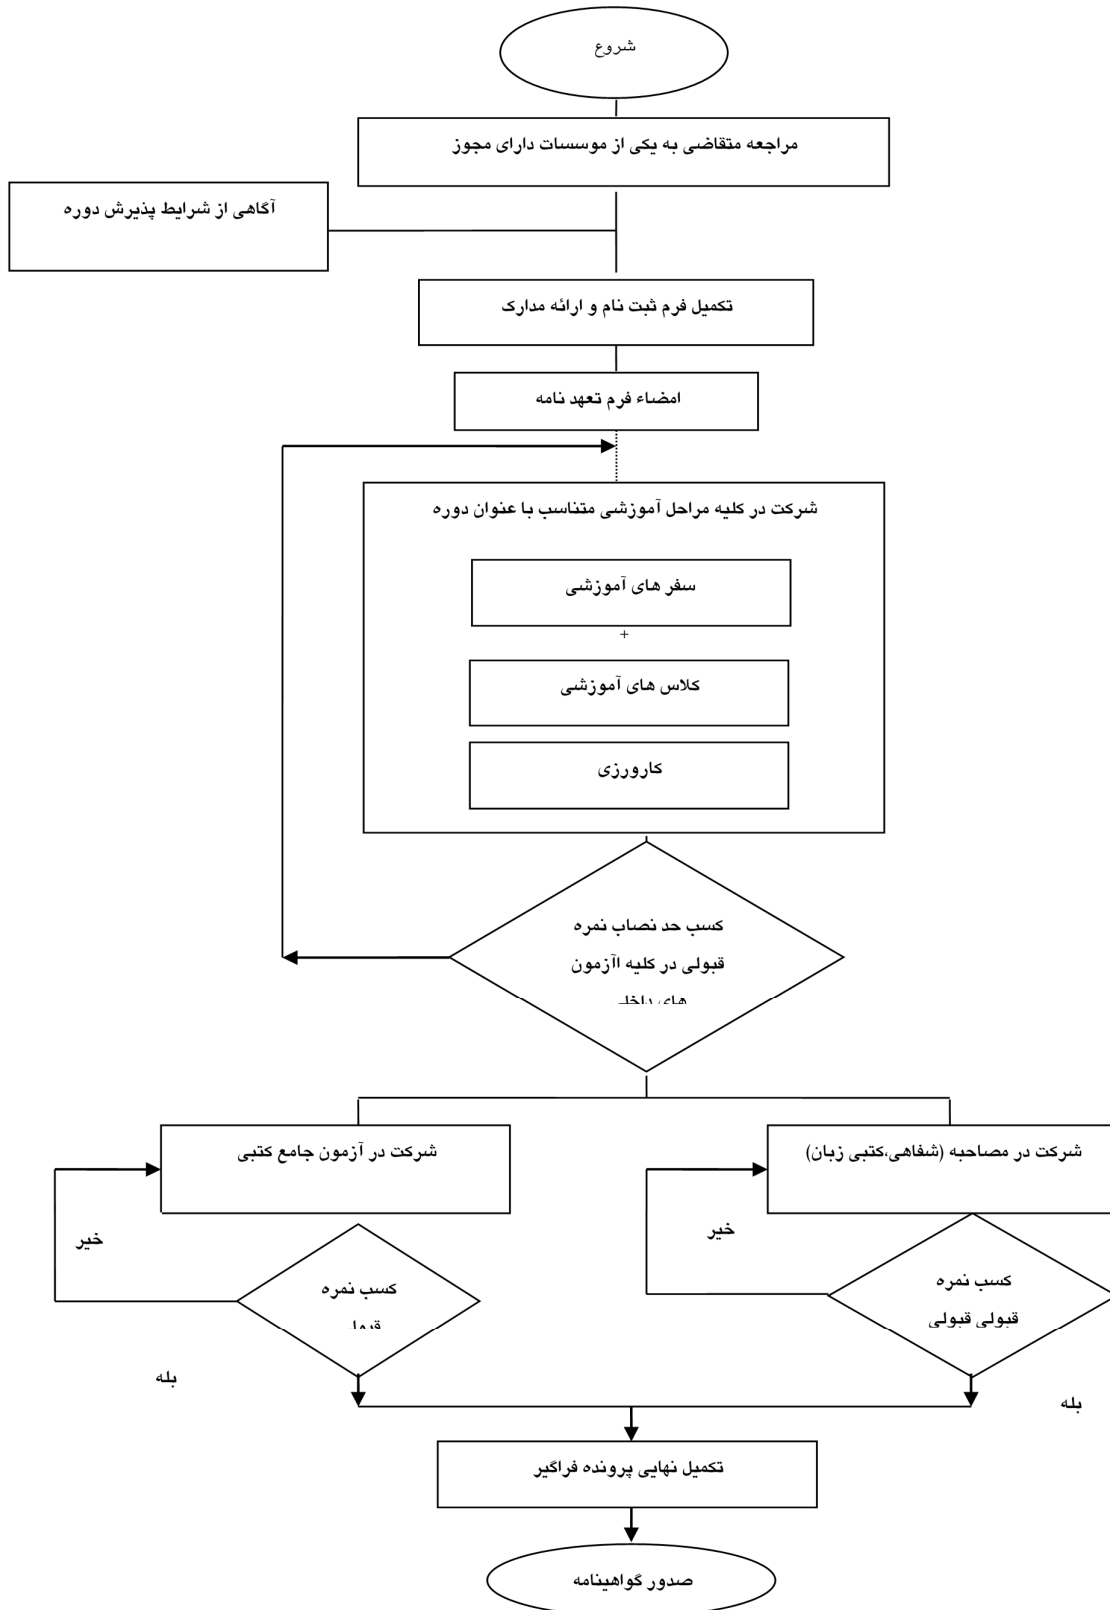 شروع
مراجعه متقاضی به یکی از موسسات دارای مجوز
آگاهی از شرایط پذیرش دوره
تکمیل فرم ثبت نام و ارائه مدارک
امضاء فرم تعهد نامه
شرکت در کلیه مراحل آموزشی متناسب با عنوان دوره
سفر های آموزشی
+
کلاس های آموزشی
کارورزی
کسب حد نصاب نمره
قبولی در کلیه اآزمون
های داخلی
شرکت در مصاحبه (شفاهی،کتبی زبان)
شرکت در آزمون جامع کتبی
خیر
خیر
کسب نمره
قبولی قبولی
کسب نمره
بله
بله
تکمیل نهایی پرونده فراگیر
صدور گواهینامه